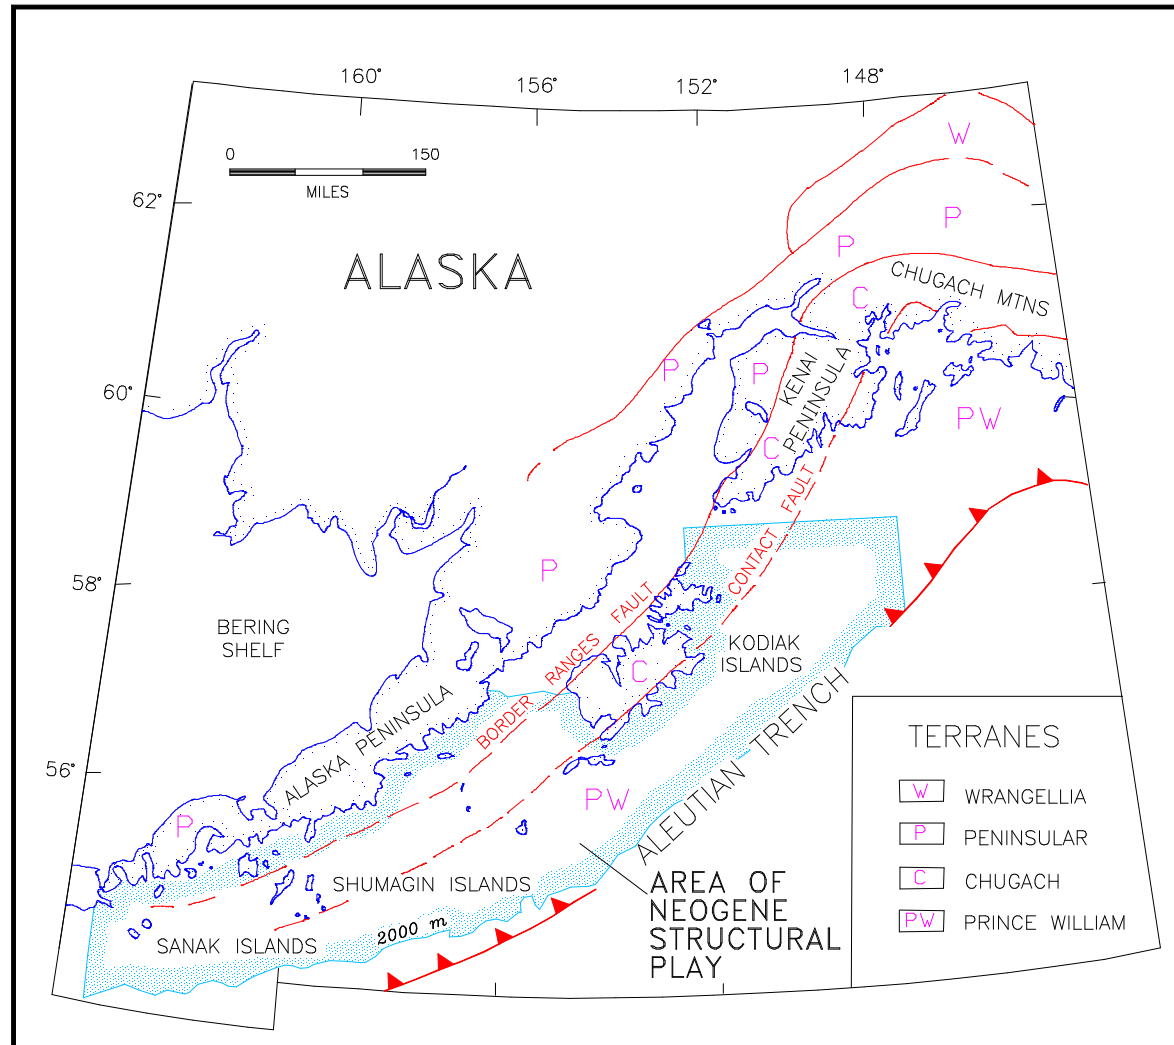 160°
156°
152°
148°
0
150
MILES
W
62°
P
P
ALASKA
CHUGACH MTNS
C
P
P
KENAI
PENINSULA
60°
PW
C
CONTACT FAULT
P
58°
BORDER RANGES FAULT
BERING
SHELF
KODIAK
ISLANDS
C
ALASKA PENINSULA
ALEUTIAN TRENCH
56°
PW
P
SHUMAGIN ISLANDS
2000 m
SANAK ISLANDS
AREA OF
NEOGENE
STRUCTURAL
PLAY
TERRANES
W WRANGELLIA
P PENINSULAR
C CHUGACH
PW PRINCE WILLIAM